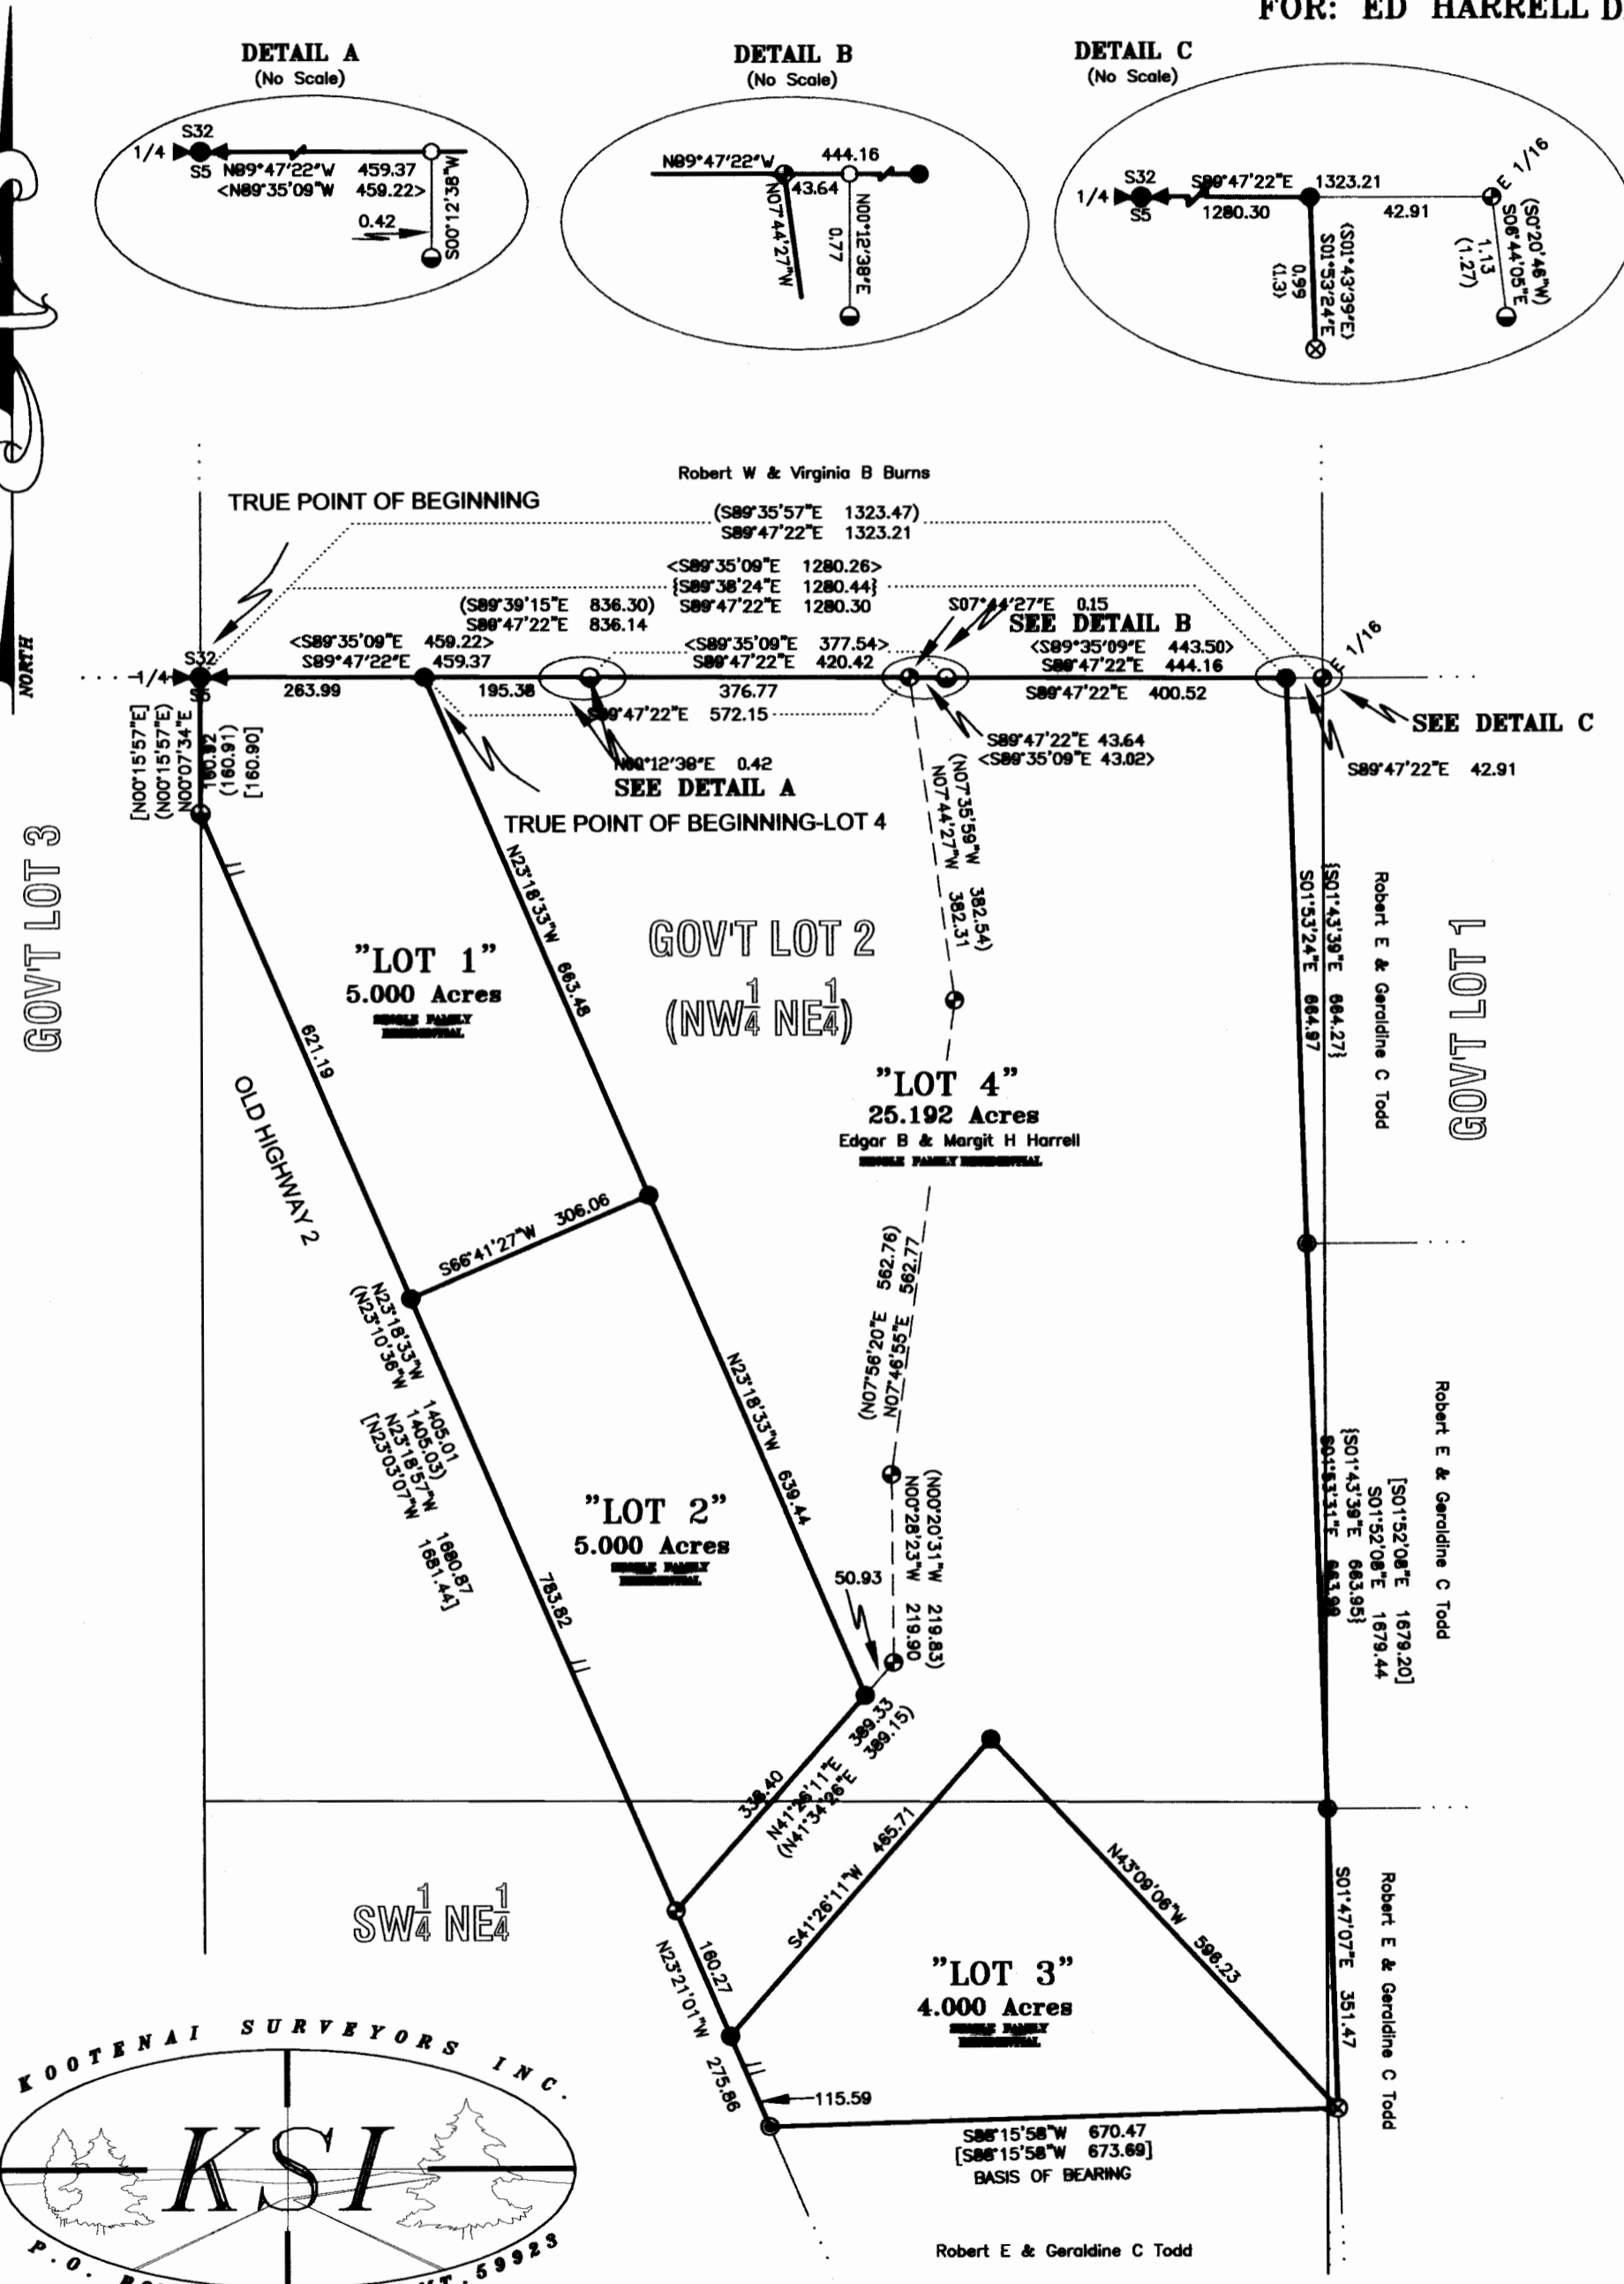 FOR: ED HARRELL D
DETAIL A
(No Scale)
S32
1/4
S5
N89°47'22"W 459.37
<N89°35'09"W 459.22>
0.42
S00°12'38"W
DETAIL B
(No Scale)
N89°47'22"W
444.16
43.64
N07°44'27"W
N00°12'38"E
0.77
DETAIL C
(No Scale)
S32
1/4
S5
S89°47'22"E 1323.21
1280.30
42.91
E 1/16
{S01°43'39"E}
S01°53'24"E
0.99
{1.3}
(S0°20'46"W)
S06°44'05"E
1.13
(1.27)
NORTH
Robert W & Virginia B Burns
TRUE POINT OF BEGINNING
(S89°35'57"E 1323.47)
S89°47'22"E 1323.21
<S89°35'09"E 1280.26>
{S89°38'24"E 1280.44}
S89°47'22"E 1280.30
(S89°39'15"E 836.30)
S89°47'22"E 836.14
S07°44'27"E 0.15
SEE DETAIL B
<S89°35'09"E 459.22>
S89°47'22"E 459.37
<S89°35'09"E 377.54>
S89°47'22"E 420.42
<S89°35'09"E 443.50>
S89°47'22"E 444.16
E 1/16
S32
1/4
263.99
195.38
376.77
S89°47'22"E 400.52
S89°47'22"E 572.15
SEE DETAIL C
S89°47'22"E 42.91
S89°47'22"E 43.64
<S89°35'09"E 43.02>
N00°12'38"E 0.42
SEE DETAIL A
TRUE POINT OF BEGINNING-LOT 4
[N00°15'57"E]
(N00°15'57"E)
N00°07'34"E
160.92
(160.91)
[160.90]
GOV'T LOT 3
(N07°35'59"W 382.54)
N07°44'27"W 382.31
N23°18'33"W 663.48
GOV'T LOT 2
(NW 1/4 NE 1/4)
"LOT 1"
5.000 Acres
621.19
OLD HIGHWAY 2
"LOT 4"
25.192 Acres
Edgar B & Margit H Harrell
{S01°43'39"E 664.27}
S01°53'24"E 664.97
Robert E & Geraldine C Todd
GOV'T LOT 1
S66°41'27"W 306.06
(N07°56'20"E 562.76)
N07°46'55"E 562.77
N23°18'33"W 1405.01
(N23°10'36"W 1405.03)
N23°18'57"W 1680.87
[N23°03'07"W 1681.44]
N23°18'33"W 639.44
"LOT 2"
5.000 Acres
783.82
50.93
(N00°20'31"W 219.83)
N00°28'23"W 219.90
[S01°52'08"E 1679.20]
S01°52'08"E 1679.44
{S01°43'39"E 663.95}
S01°53'31"E
Robert E & Geraldine C Todd
338.40
N41°26'11"E 389.33
(N41°34'26"E 389.15)
S41°26'11"W 465.71
N43°09'06"W 596.23
SW 1/4 NE 1/4
160.27
N23°21'01"W 275.86
115.59
"LOT 3"
4.000 Acres
S01°47'07"E 351.47
Robert E & Geraldine C Todd
S88°15'58"W 670.47
[S88°15'58"W 673.69]
BASIS OF BEARING
Robert E & Geraldine C Todd
KOOTENAI SURVEYORS INC.
KSI
P.O. 59923